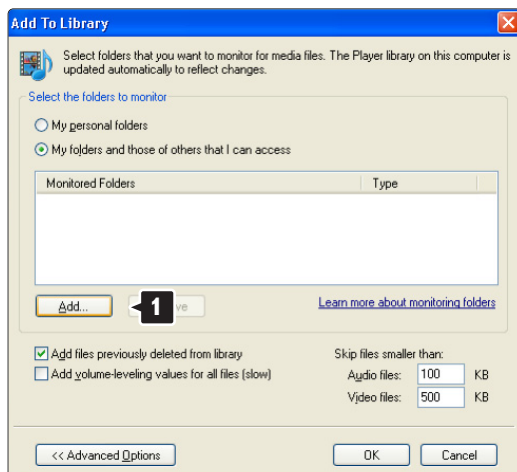 Add To Library
Select folders that you want to monitor for media files. The Player library on this computer is
updated automatically to reflect changes.
Select the folders to monitor
My personal folders
My folders and those of others that I can access
Monitored Folders Type
Add... 1 Learn more about monitoring folders
Add files previously deleted from library Skip files smaller than:
Add volume-leveling values for all files (slow) Audio files: 100 KB
Video files: 500 KB
<< Advanced Options OK Cancel